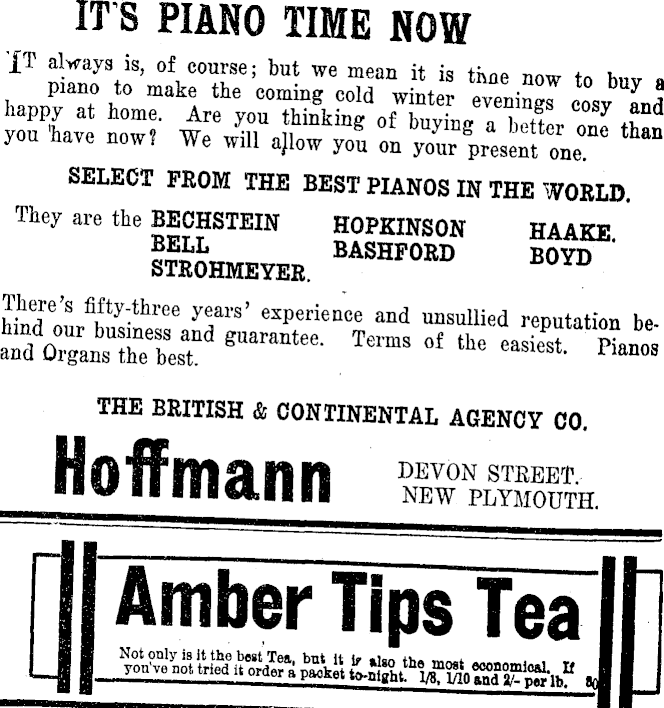 IT'S PIANO TIME NOW
IT always is, of course; but we mean it is time now to buy a
piano to make the coming cold winter evenings cosy and
happy at home. Are you thinking of buying a better one than
you have now? We will allow you on your present one.
SELECT FROM THE BEST PIANOS IN THE WORLD.
They are the BECHSTEIN HOPKINSON HAAKE.
BELL BASHFORD BOYD
STROHMEYER.
There's fifty-three years' experience and unsullied reputation be-
hind our business and guarantee. Terms of the easiest. Pianos
and Organs the best.
THE BRITISH & CONTINENTAL AGENCY CO.
Hoffmann DEVON STREET.
NEW PLYMOUTH.
Amber Tips Tea
Not only is it the best Tea, but it is also the most economical. If
you've not tried it order a packet to-night. 1/8, 1/10 and 2/- per lb.